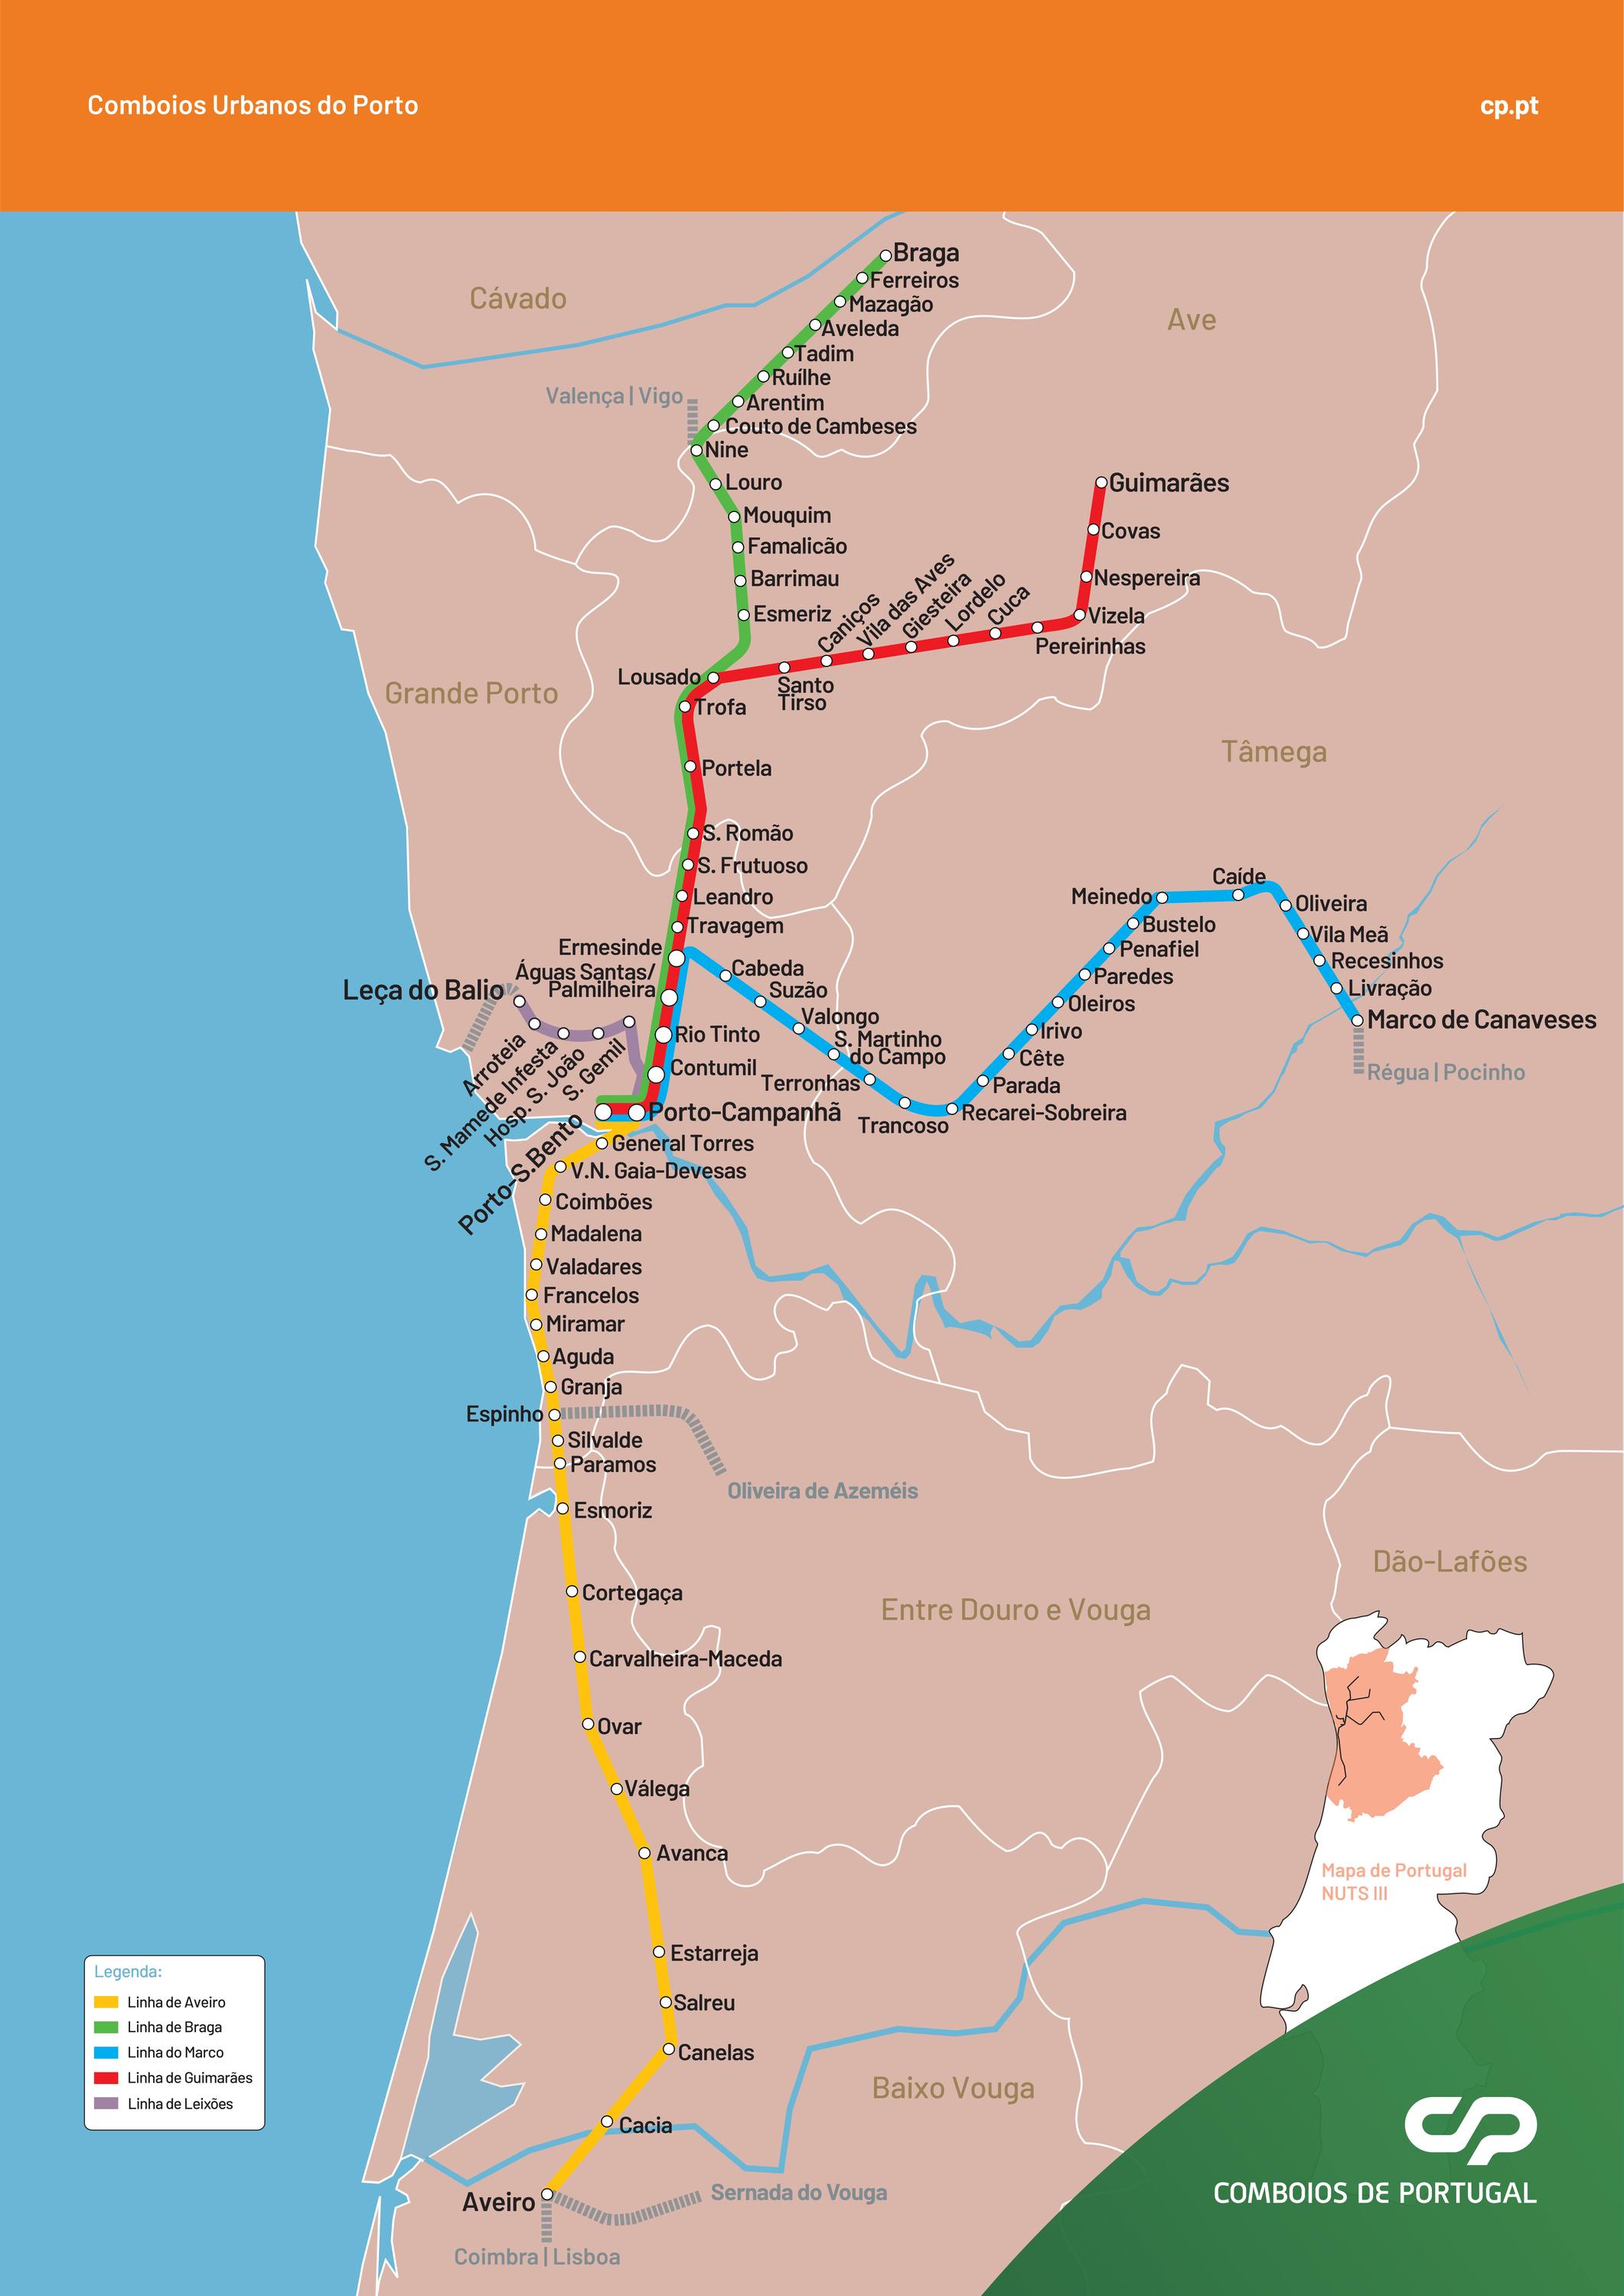 Comboios Urbanos do Porto
cp.pt
Braga
Ferreiros
Mazagão
Aveleda
Tadim
Ruílhe
Arentim
Couto de Cambeses
Nine
Louro
Mouquim
Famalicão
Barrimau
Esmeriz
Cávado
Ave
Valença | Vigo
Guimarães
Covas
Nespereira
Vizela
Pereirinhas
Cuca
Lordelo
Giesteira
Vila das Aves
Caniços
Santo
Tirso
Lousado
Trofa
Grande Porto
Tâmega
Portela
S. Romão
S. Frutuoso
Leandro
Travagem
Ermesinde
Águas Santas/
Palmilheira
Rio Tinto
Contumil
Leça do Balio
Arroteia
S. Mamede Infesta
Hosp. S. João
S. Gemil
Porto-S.Bento
Porto-Campanhã
Cabeda
Suzão
Valongo
S. Martinho
do Campo
Terronhas
Trancoso
Recarei-Sobreira
Parada
Cête
Irivo
Oleiros
Paredes
Penafiel
Bustelo
Meinedo
Caíde
Oliveira
Vila Meã
Recesinhos
Livração
Marco de Canaveses
Régua | Pocinho
General Torres
V.N. Gaia-Devesas
Coimbões
Madalena
Valadares
Francelos
Miramar
Aguda
Granja
Espinho
Silvalde
Paramos
Oliveira de Azeméis
Esmoriz
Cortegaça
Carvalheira-Maceda
Ovar
Válega
Avanca
Estarreja
Salreu
Canelas
Cacia
Aveiro
Sernada do Vouga
Coimbra | Lisboa
Entre Douro e Vouga
Dão-Lafões
Baixo Vouga
Mapa de Portugal
NUTS III
Legenda:
Linha de Aveiro
Linha de Braga
Linha do Marco
Linha de Guimarães
Linha de Leixões
CP
COMBOIOS DE PORTUGAL